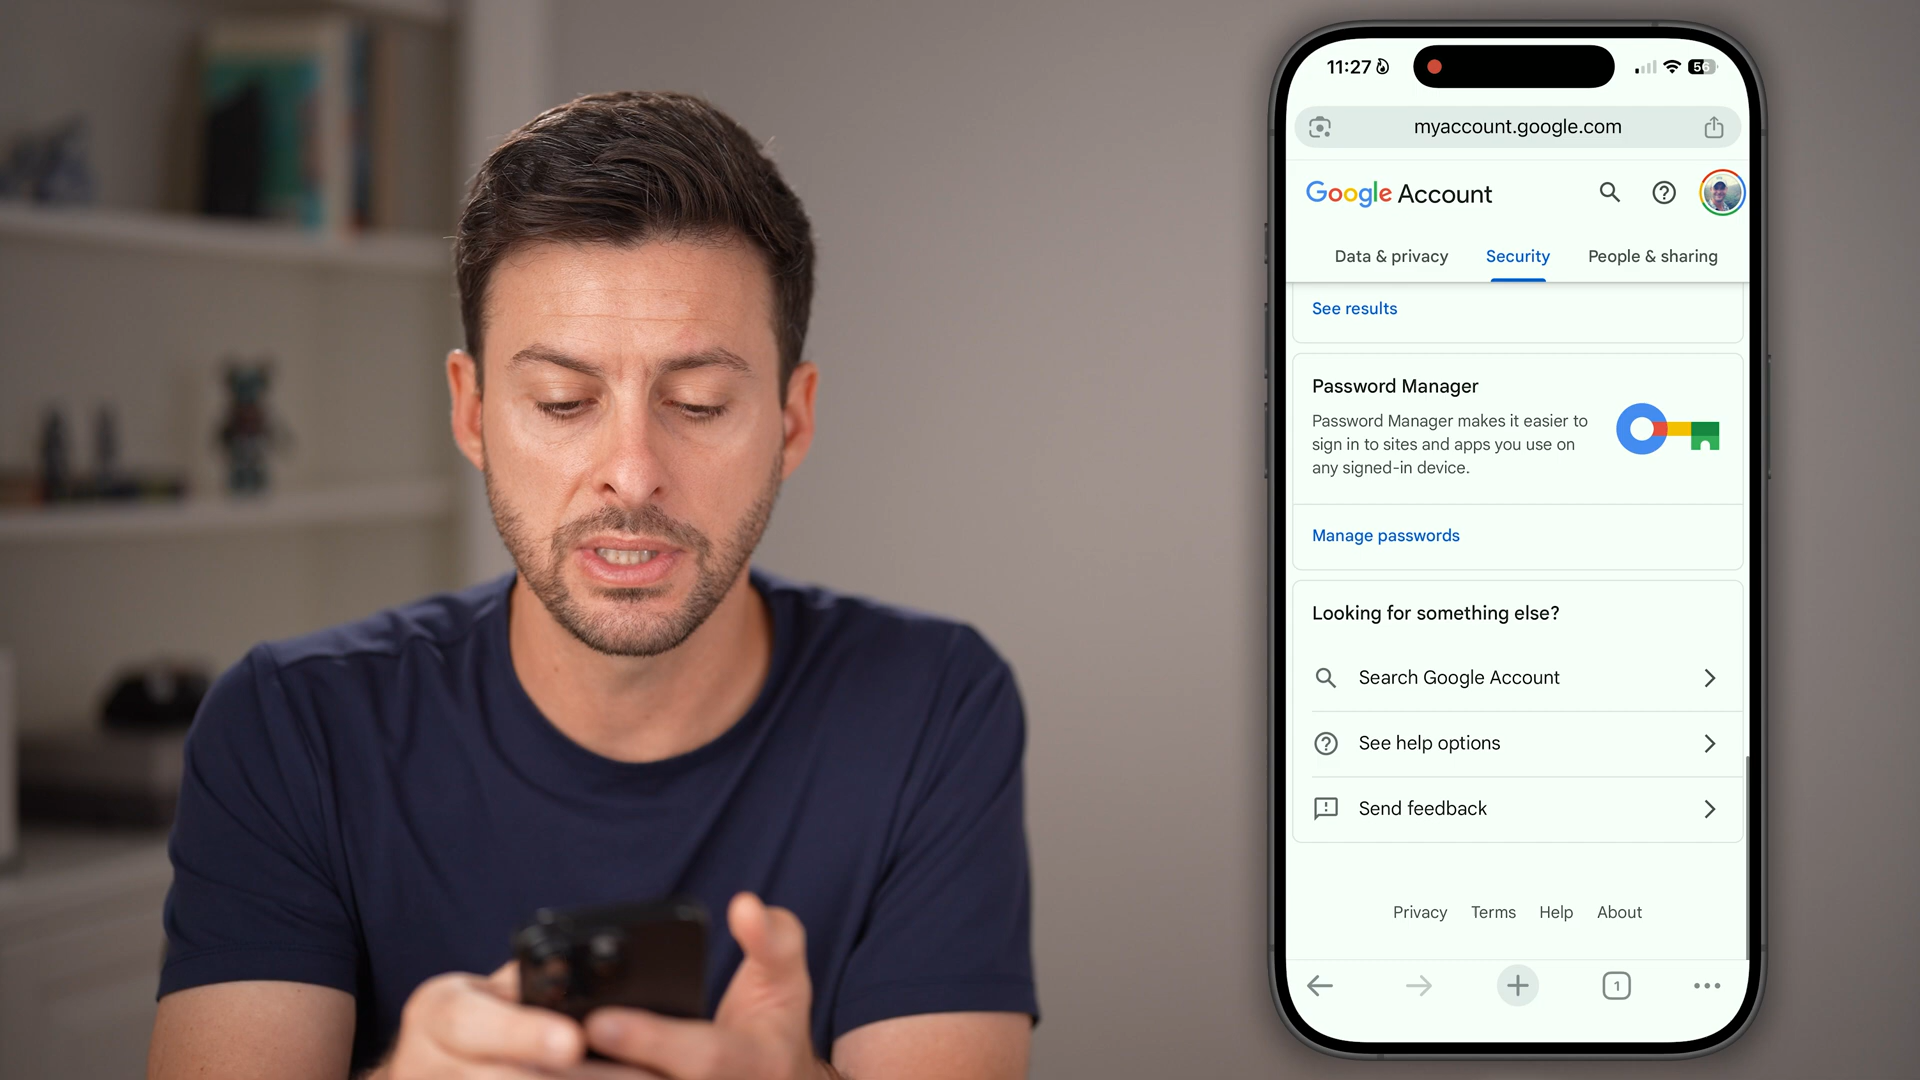 11:27
56
myaccount.google.com
Google Account
Data & privacy
Security
People & sharing
See results
Password Manager
Password Manager makes it easier to
sign in to sites and apps you use on
any signed-in device.
Manage passwords
Looking for something else?
Search Google Account
See help options
Send feedback
Privacy
Terms
Help
About
1